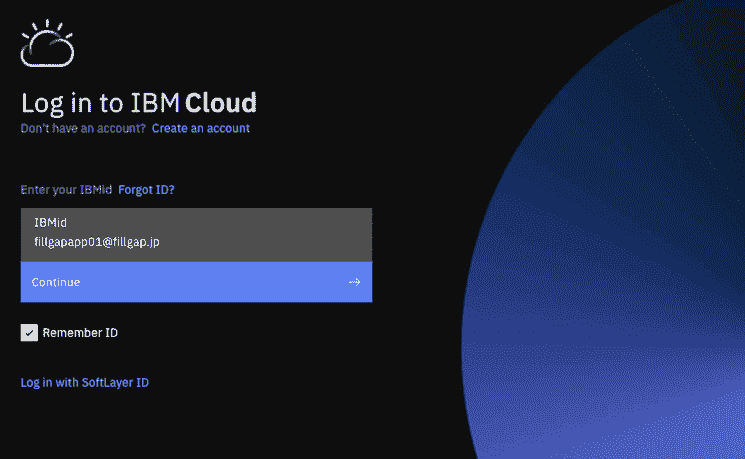 Log in to IBM Cloud
Don't have an account? Create an account
Enter your IBMid Forgot ID?
IBMid
fillgapapp01@fillgap.jp
Continue
Remember ID
Log in with SoftLayer ID